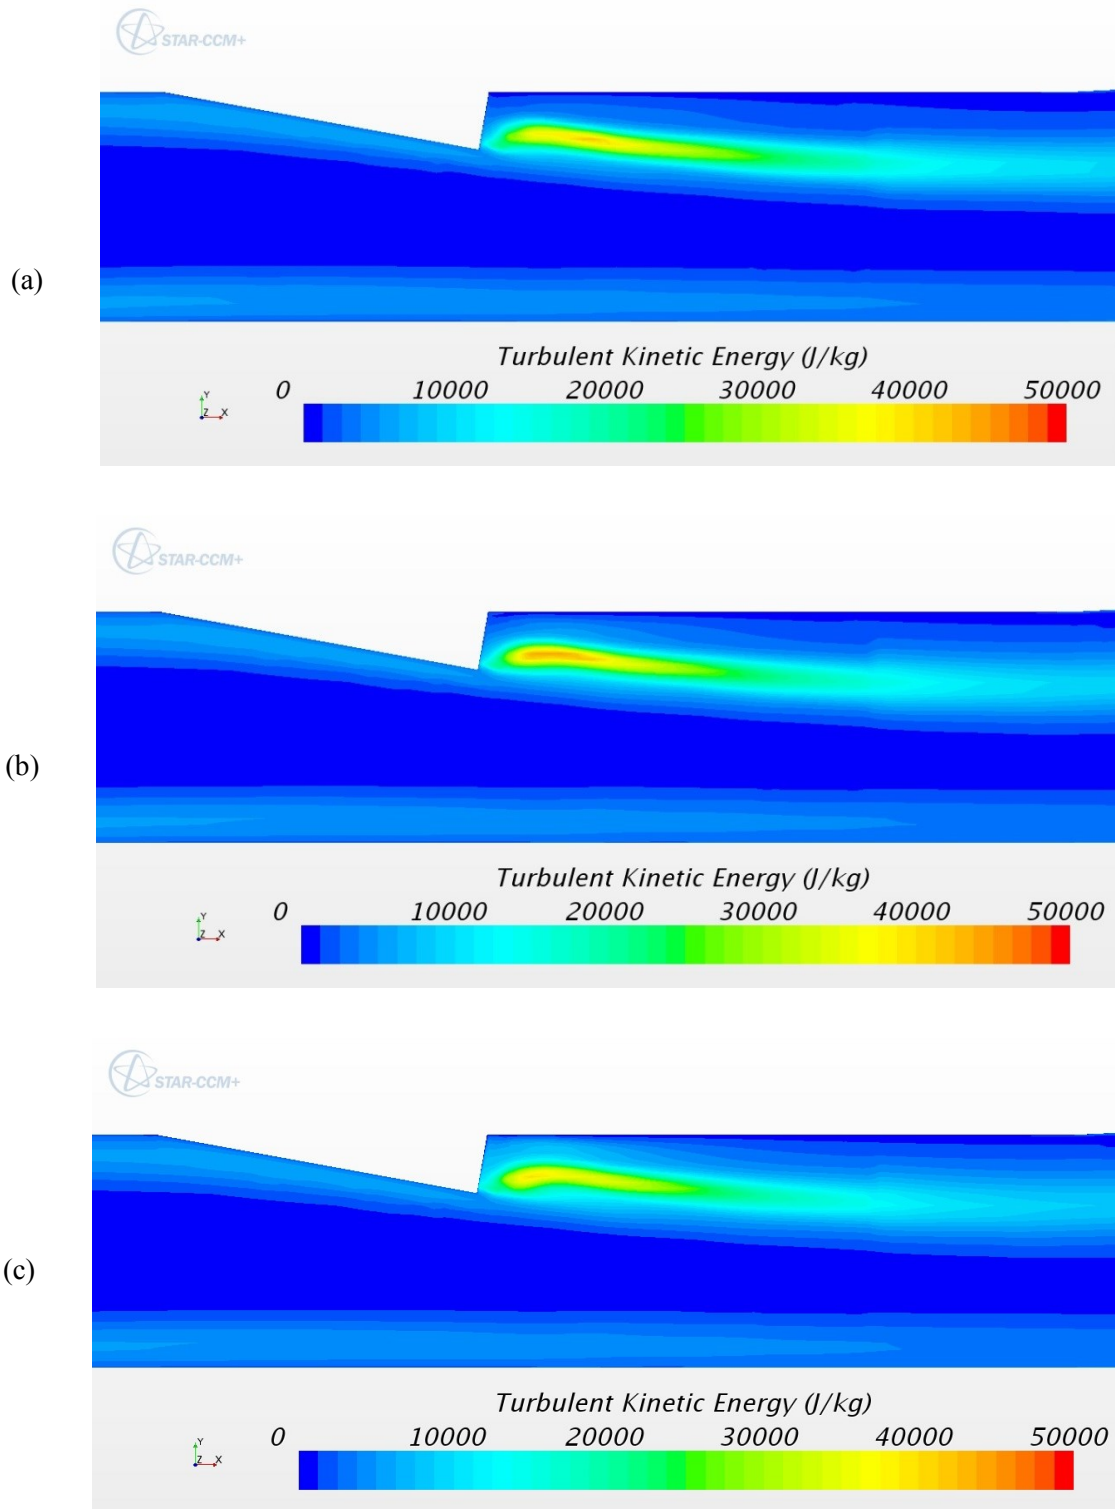 STAR-CCM+
(a)
Turbulent Kinetic Energy (J/kg)
0 10000 20000 30000 40000 50000
Y
Z X
STAR-CCM+
(b)
Turbulent Kinetic Energy (J/kg)
0 10000 20000 30000 40000 50000
Y
Z X
STAR-CCM+
(c)
Turbulent Kinetic Energy (J/kg)
0 10000 20000 30000 40000 50000
Y
Z X